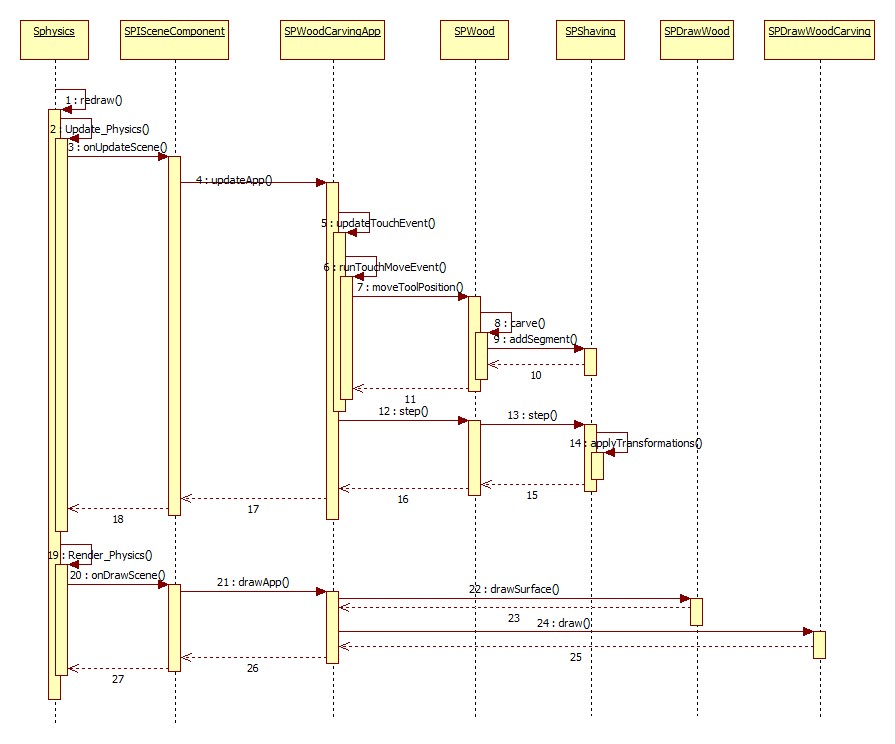 Sphysics
SPISceneComponent
SPWoodCarvingApp
SPWood
SPShaving
SPDrawWood
SPDrawWoodCarving
1 : redraw()
2 : Update_Physics()
3 : onUpdateScene()
4 : updateApp()
5 : updateTouchEvent()
6 : runTouchMoveEvent()
7 : moveToolPosition()
8 : carve()
9 : addSegment()
10
11
12 : step()
13 : step()
14 : applyTransformations()
15
16
17
18
19 : Render_Physics()
20 : onDrawScene()
21 : drawApp()
22 : drawSurface()
23
24 : draw()
25
26
27